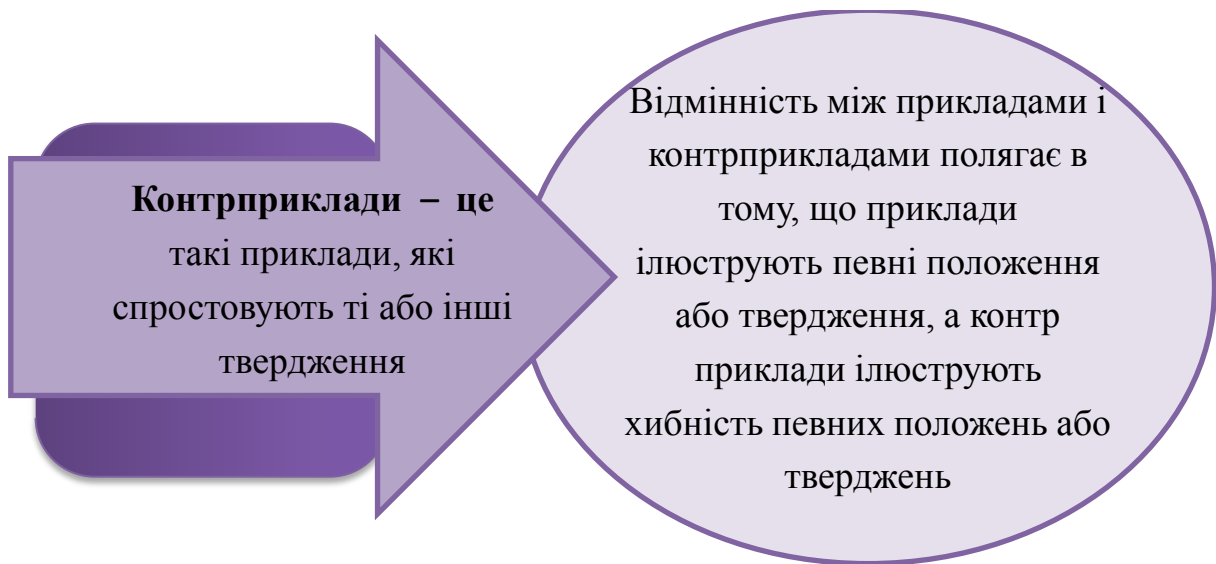 Контрприклади – це
такі приклади, які
спростовують ті або інші
твердження
Відмінність між прикладами і
контрприкладами полягає в
тому, що приклади
ілюструють певні положення
або твердження, а контр
приклади ілюструють
хибність певних положень або
тверджень